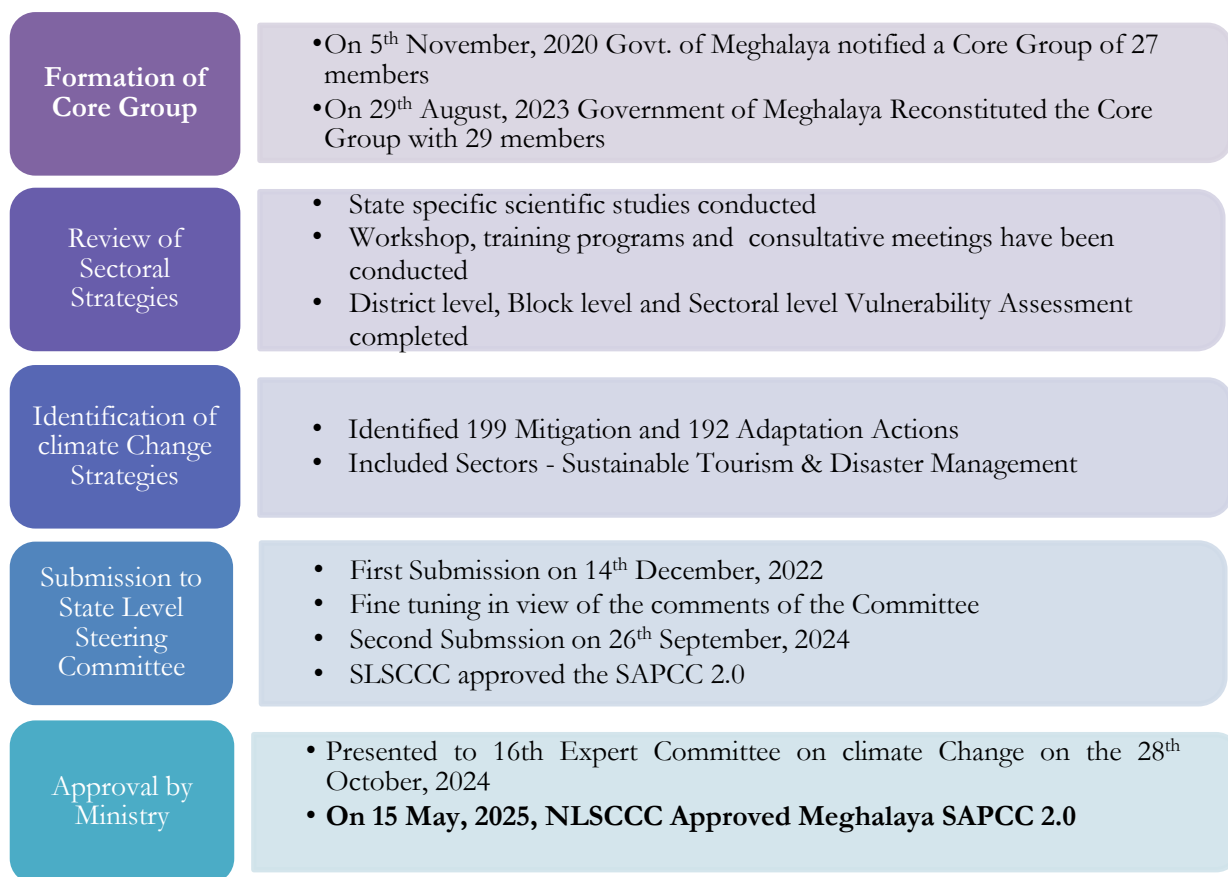 Formation of
Core Group
•On 5th November, 2020 Govt. of Meghalaya notified a Core Group of 27
members
•On 29th August, 2023 Government of Meghalaya Reconstituted the Core
Group with 29 members
Review of
Sectoral
Strategies
• State specific scientific studies conducted
• Workshop, training programs and consultative meetings have been
conducted
• District level, Block level and Sectoral level Vulnerability Assessment
completed
Identification of
climate Change
Strategies
• Identified 199 Mitigation and 192 Adaptation Actions
• Included Sectors - Sustainable Tourism & Disaster Management
Submission to
State Level
Steering
Committee
• First Submission on 14th December, 2022
• Fine tuning in view of the comments of the Committee
• Second Submssion on 26th September, 2024
• SLSCCC approved the SAPCC 2.0
Approval by
Ministry
• Presented to 16th Expert Committee on climate Change on the 28th
October, 2024
• On 15 May, 2025, NLSCCC Approved Meghalaya SAPCC 2.0